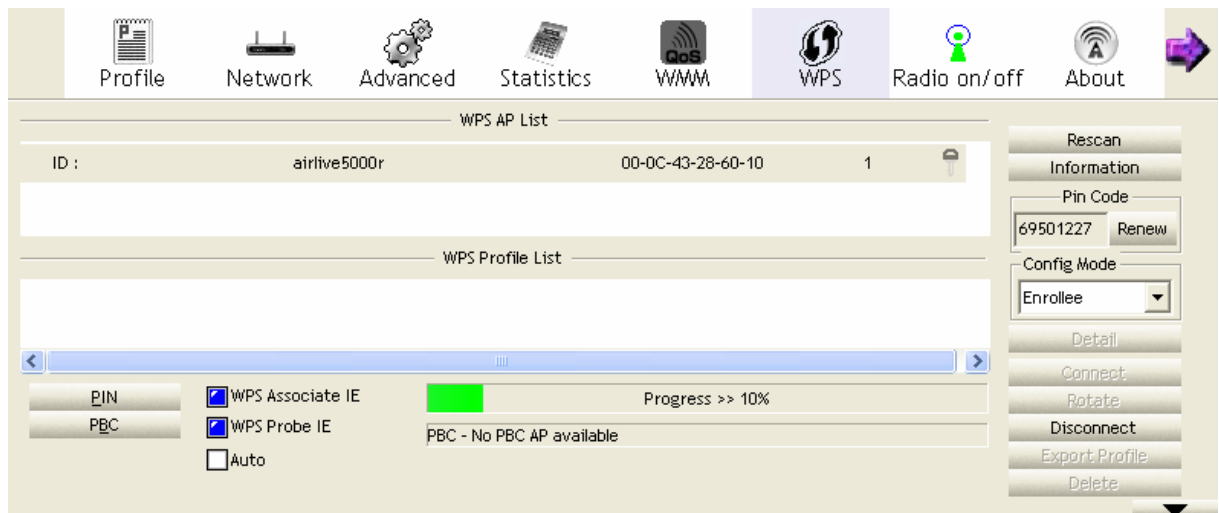 Profile
Network
Advanced
Statistics
QoS
WMM
WPS
Radio on/off
About
WPS AP List
ID : airlive5000r 00-0C-43-28-60-10 1
WPS Profile List
PIN
PBC
WPS Associate IE
WPS Probe IE
Auto
Progress >> 10%
PBC - No PBC AP available
Rescan
Information
Pin Code
69501227 Renew
Config Mode
Enrollee
Detail
Connect
Rotate
Disconnect
Export Profile
Delete